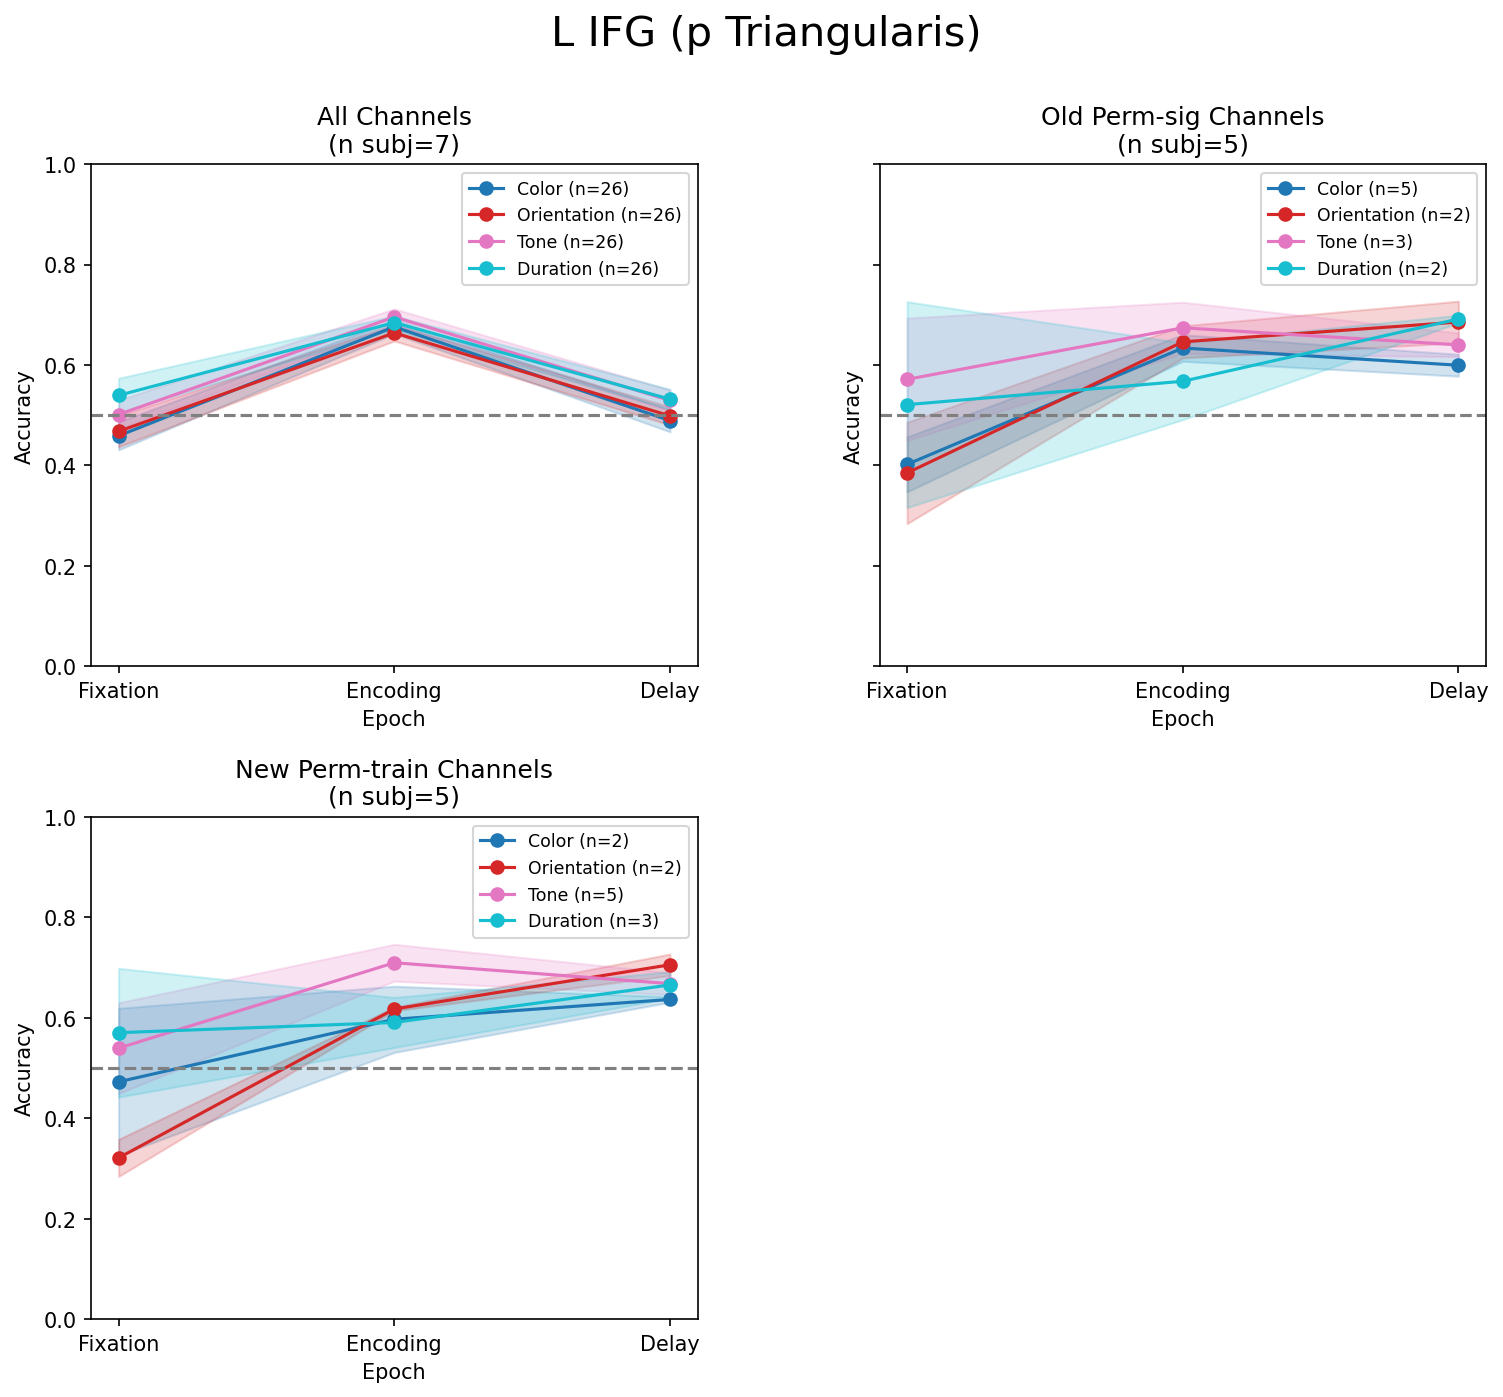 L IFG (p Triangularis)
All Channels
(n subj=7)
Color (n=26)
Orientation (n=26)
Tone (n=26)
Duration (n=26)
1.0
0.8
0.6
0.4
0.2
0.0
Accuracy
Fixation Encoding Delay
Epoch
Old Perm-sig Channels
(n subj=5)
Color (n=5)
Orientation (n=2)
Tone (n=3)
Duration (n=2)
Accuracy
Fixation Encoding Delay
Epoch
New Perm-train Channels
(n subj=5)
Color (n=2)
Orientation (n=2)
Tone (n=5)
Duration (n=3)
1.0
0.8
0.6
0.4
0.2
0.0
Accuracy
Fixation Encoding Delay
Epoch